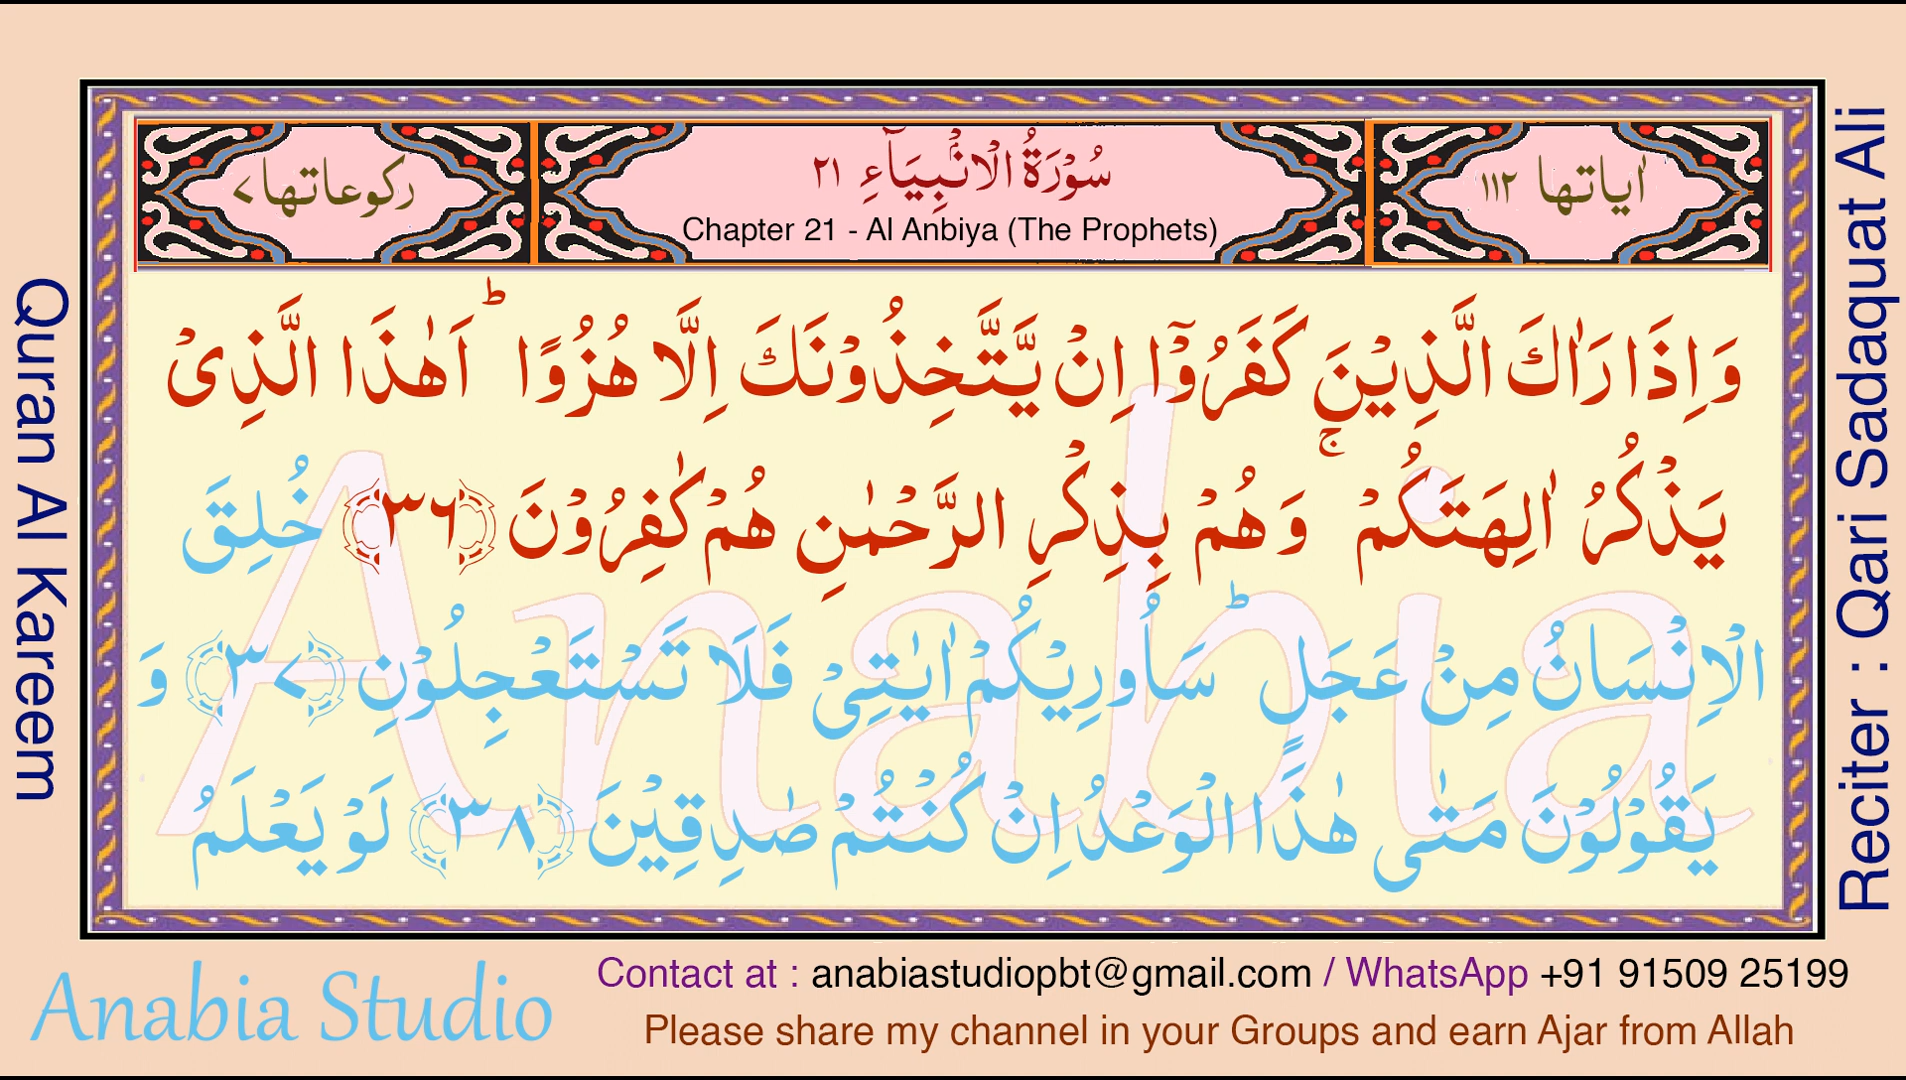 اٰیاتها ١١٢
سُوْرَةُ الْاَنْۢبِیَآءِ ٢١
رکوعاتها ٧
Chapter 21 - Al Anbiya (The Prophets)
وَ اِذَا رَاٰكَ الَّذِیْنَ كَفَرُوْۤا اِنْ یَّتَّخِذُوْنَكَ اِلَّا هُزُوًا ؕ اَهٰذَا الَّذِیْ
یَذْكُرُ اٰلِهَتَكُمْ ۚ وَ هُمْ بِذِكْرِ الرَّحْمٰنِ هُمْ كٰفِرُوْنَ ﴿٣٦﴾ خُلِقَ
الْاِنْسَانُ مِنْ عَجَلٍ ؕ سَاُورِیْكُمْ اٰیٰتِیْ فَلَا تَسْتَعْجِلُوْنِ ﴿٣٧﴾ وَ
یَقُوْلُوْنَ مَتٰى هٰذَا الْوَعْدُ اِنْ كُنْتُمْ صٰدِقِیْنَ ﴿٣٨﴾ لَوْ یَعْلَمُ
Anabia
Quran Al Kareem
Reciter : Qari Sadaquat Ali
Anabia Studio
Contact at : anabiastudiopbt@gmail.com / WhatsApp +91 91509 25199
Please share my channel in your Groups and earn Ajar from Allah